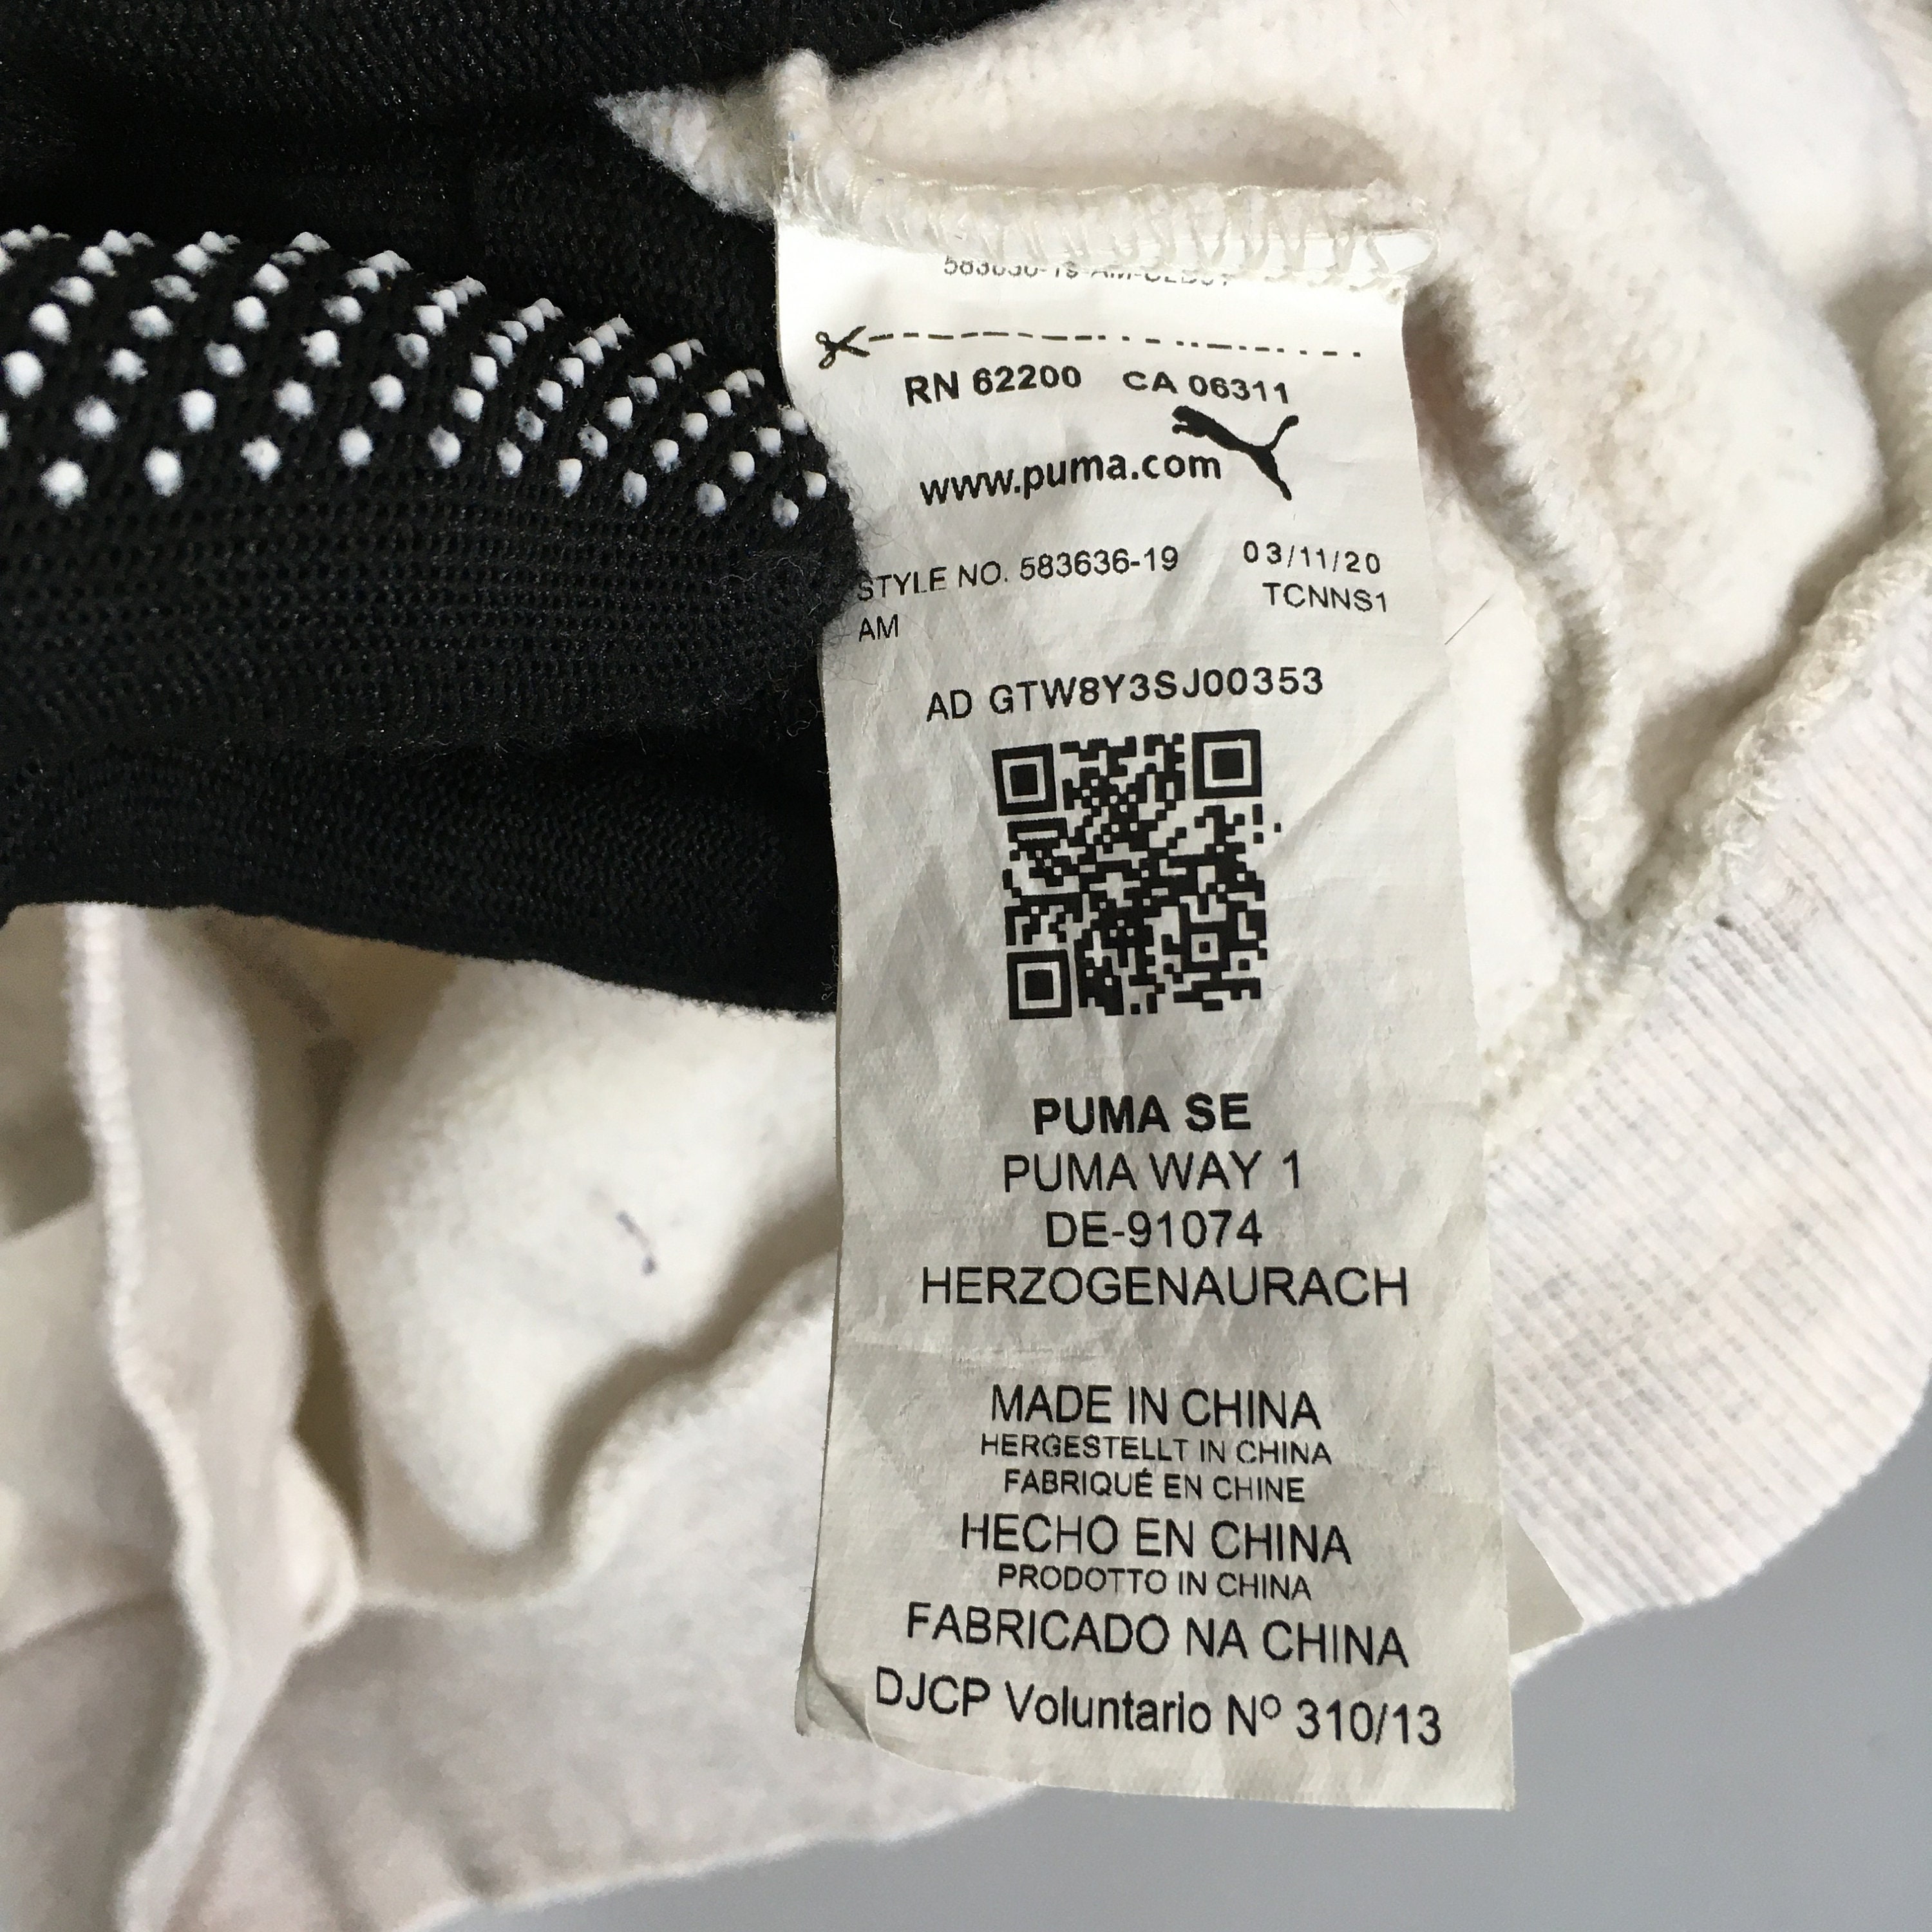 RN 62200 CA 06311
www.puma.com
STYLE NO. 583636-19 03/11/20
AM TCNNS1
AD GTW8Y3SJ00353
PUMA SE
PUMA WAY 1
DE-91074
HERZOGENAURACH
MADE IN CHINA
HERGESTELLT IN CHINA
FABRIQUÉ EN CHINE
HECHO EN CHINA
PRODOTTO IN CHINA
FABRICADO NA CHINA
DJCP Voluntario Nº 310/13